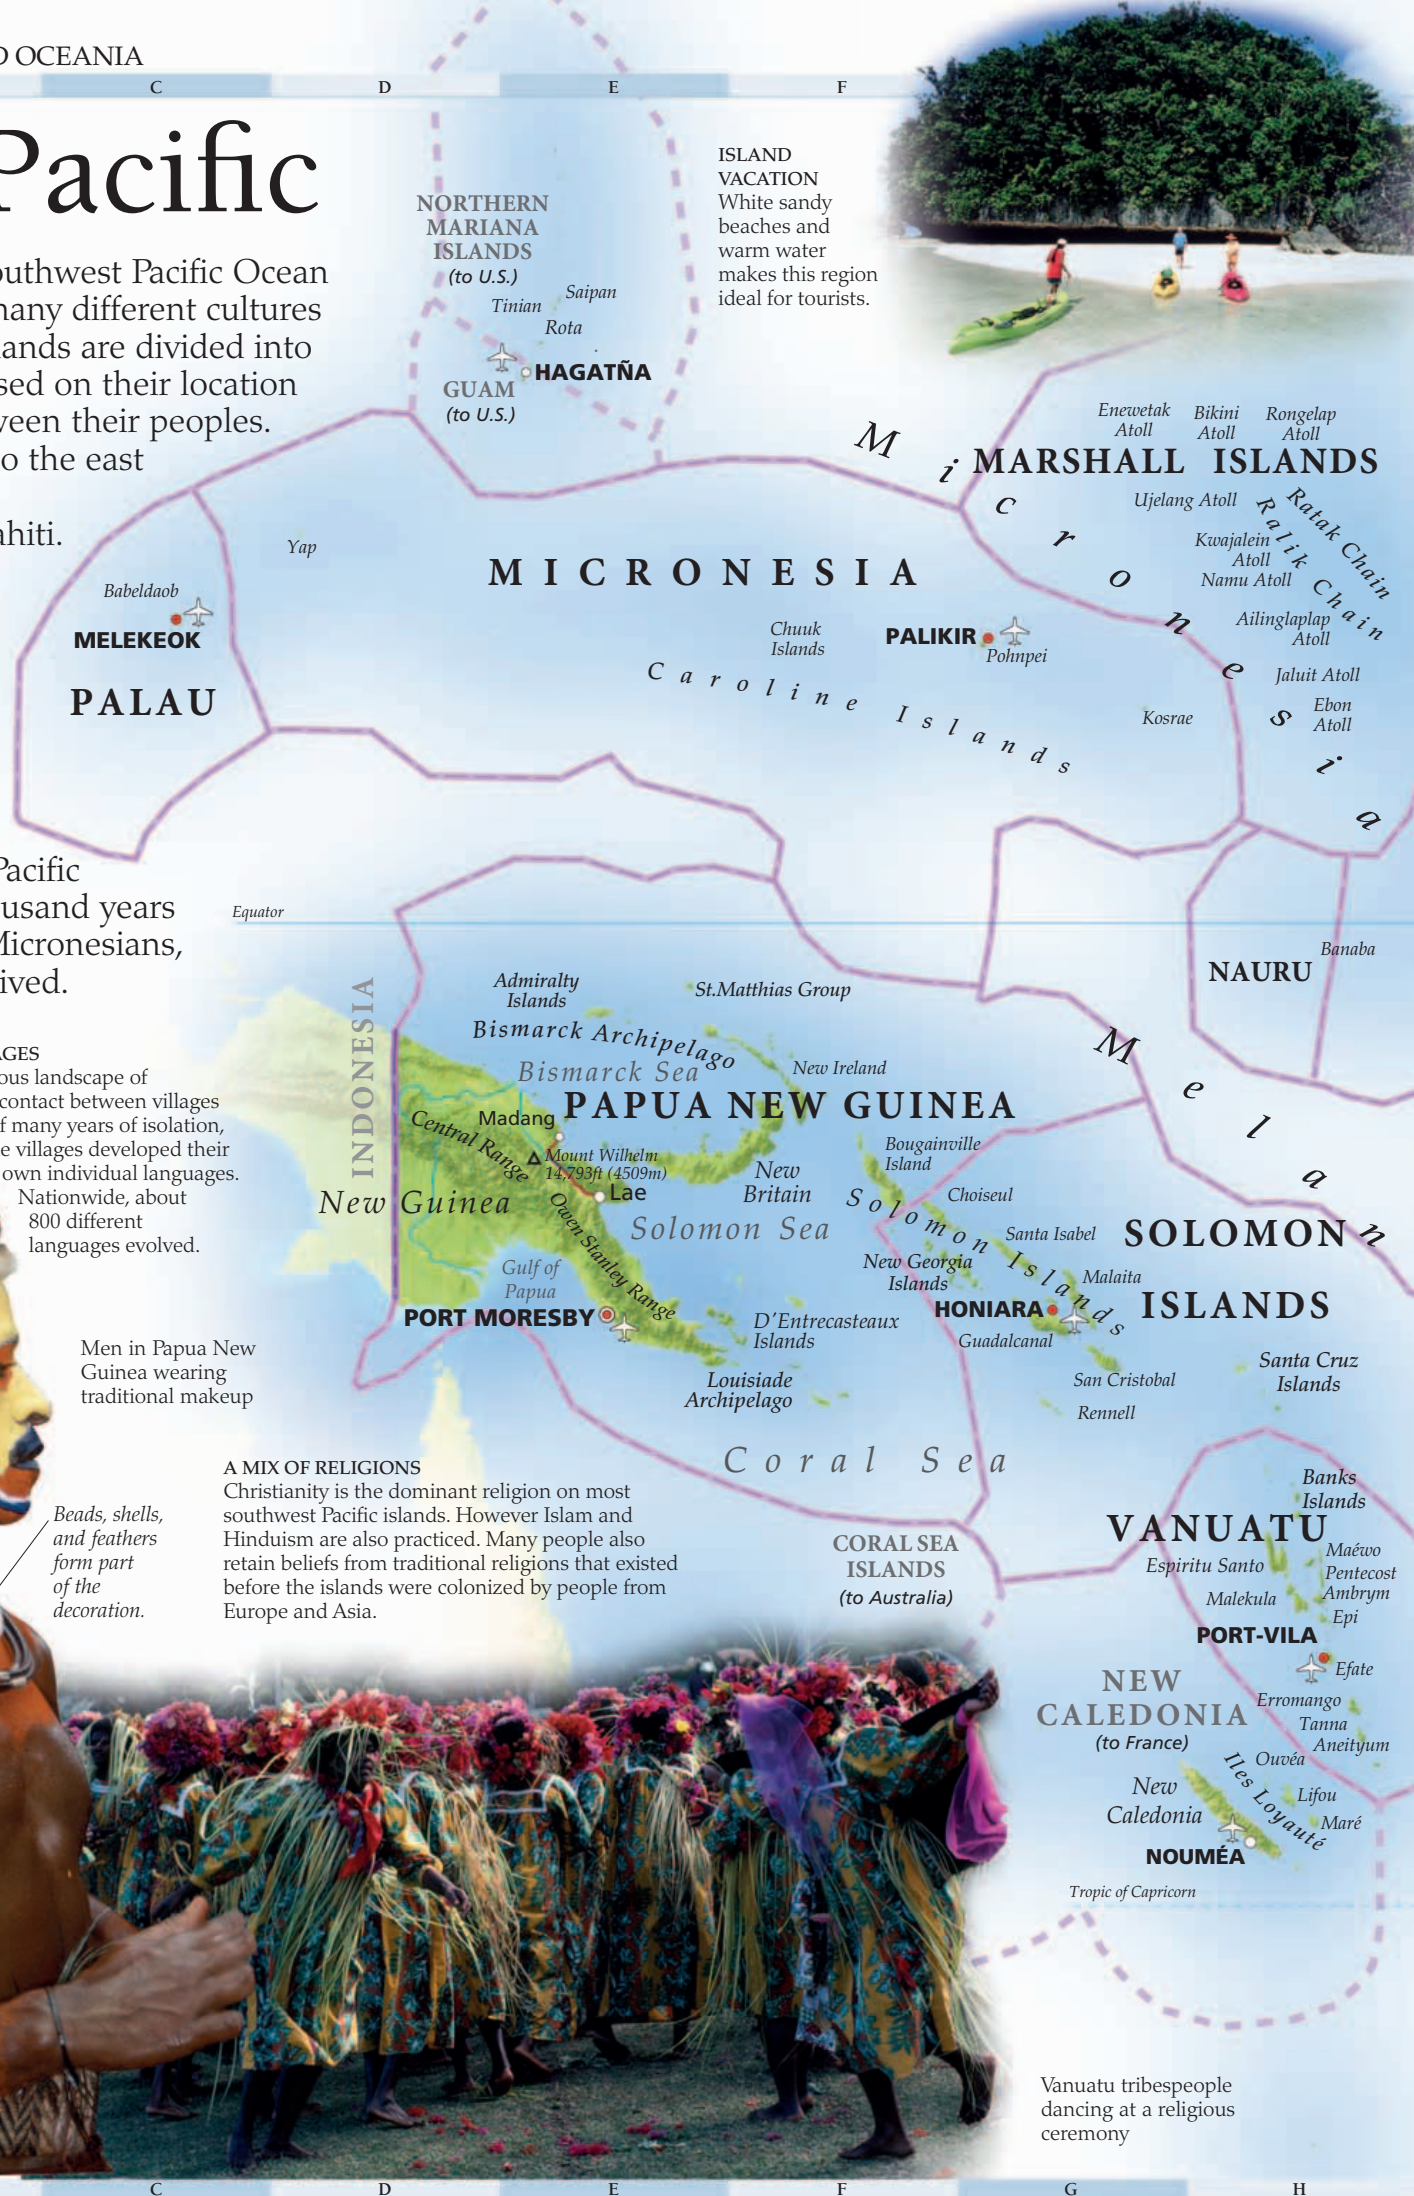 OCEANIA
C
D
E
F
Pacific
Southwest Pacific Ocean
many different cultures
islands are divided into
based on their location
between their peoples.
to the east
Tahiti.
NORTHERN
MARIANA
ISLANDS
(to U.S.)
Saipan
Tinian
Rota
HAGATÑA
GUAM
(to U.S.)
ISLAND
VACATION
White sandy
beaches and
warm water
makes this region
ideal for tourists.
Micronesia
Enewetak
Atoll
Bikini
Atoll
Rongelap
Atoll
MARSHALL ISLANDS
Ujelang Atoll
Ratak Chain
Ralik Chain
Kwajalein
Atoll
Namu Atoll
Ailinglaplap
Atoll
Jaluit Atoll
Ebon
Atoll
Yap
MICRONESIA
Babeldaob
MELEKEOK
PALAU
Chuuk
Islands
PALIKIR
Pohnpei
Caroline Islands
Kosrae
Pacific
Micronesians,
Equator
Banaba
NAURU
INDONESIA
Admiralty
Islands
St.Matthias Group
Bismarck Archipelago
Bismarck Sea
New Ireland
PAPUA NEW GUINEA
Madang
Central Range
Mount Wilhelm
14,793ft (4509m)
Lae
New Guinea
Owen Stanley Range
New
Britain
Bougainville
Island
Solomon Sea
Solomon Islands
Choiseul
Santa Isabel
Melan
SOLOMON
ISLANDS
New Georgia
Islands
Malaita
HONIARA
Guadalcanal
Gulf of
Papua
PORT MORESBY
D'Entrecasteaux
Islands
Louisiade
Archipelago
San Cristobal
Rennell
Santa Cruz
Islands
landscape of
contact between villages
of many years of isolation,
villages developed their
own individual languages.
Nationwide, about
800 different
languages evolved.
Men in Papua New
Guinea wearing
traditional makeup
Beads, shells,
and feathers
form part
of the
decoration.
A MIX OF RELIGIONS
Christianity is the dominant religion on most
southwest Pacific islands. However Islam and
Hinduism are also practiced. Many people also
retain beliefs from traditional religions that existed
before the islands were colonized by people from
Europe and Asia.
Coral Sea
CORAL SEA
ISLANDS
(to Australia)
Banks
Islands
VANUATU
Espiritu Santo
Maéwo
Pentecost
Malekula
Ambrym
Epi
PORT-VILA
Efate
Erromango
Tanna
Aneityum
NEW
CALEDONIA
(to France)
Ouvéa
Iles Loyauté
Lifou
Maré
New
Caledonia
NOUMÉA
Tropic of Capricorn
Vanuatu tribespeople
dancing at a religious
ceremony
C
D
E
F
G
H